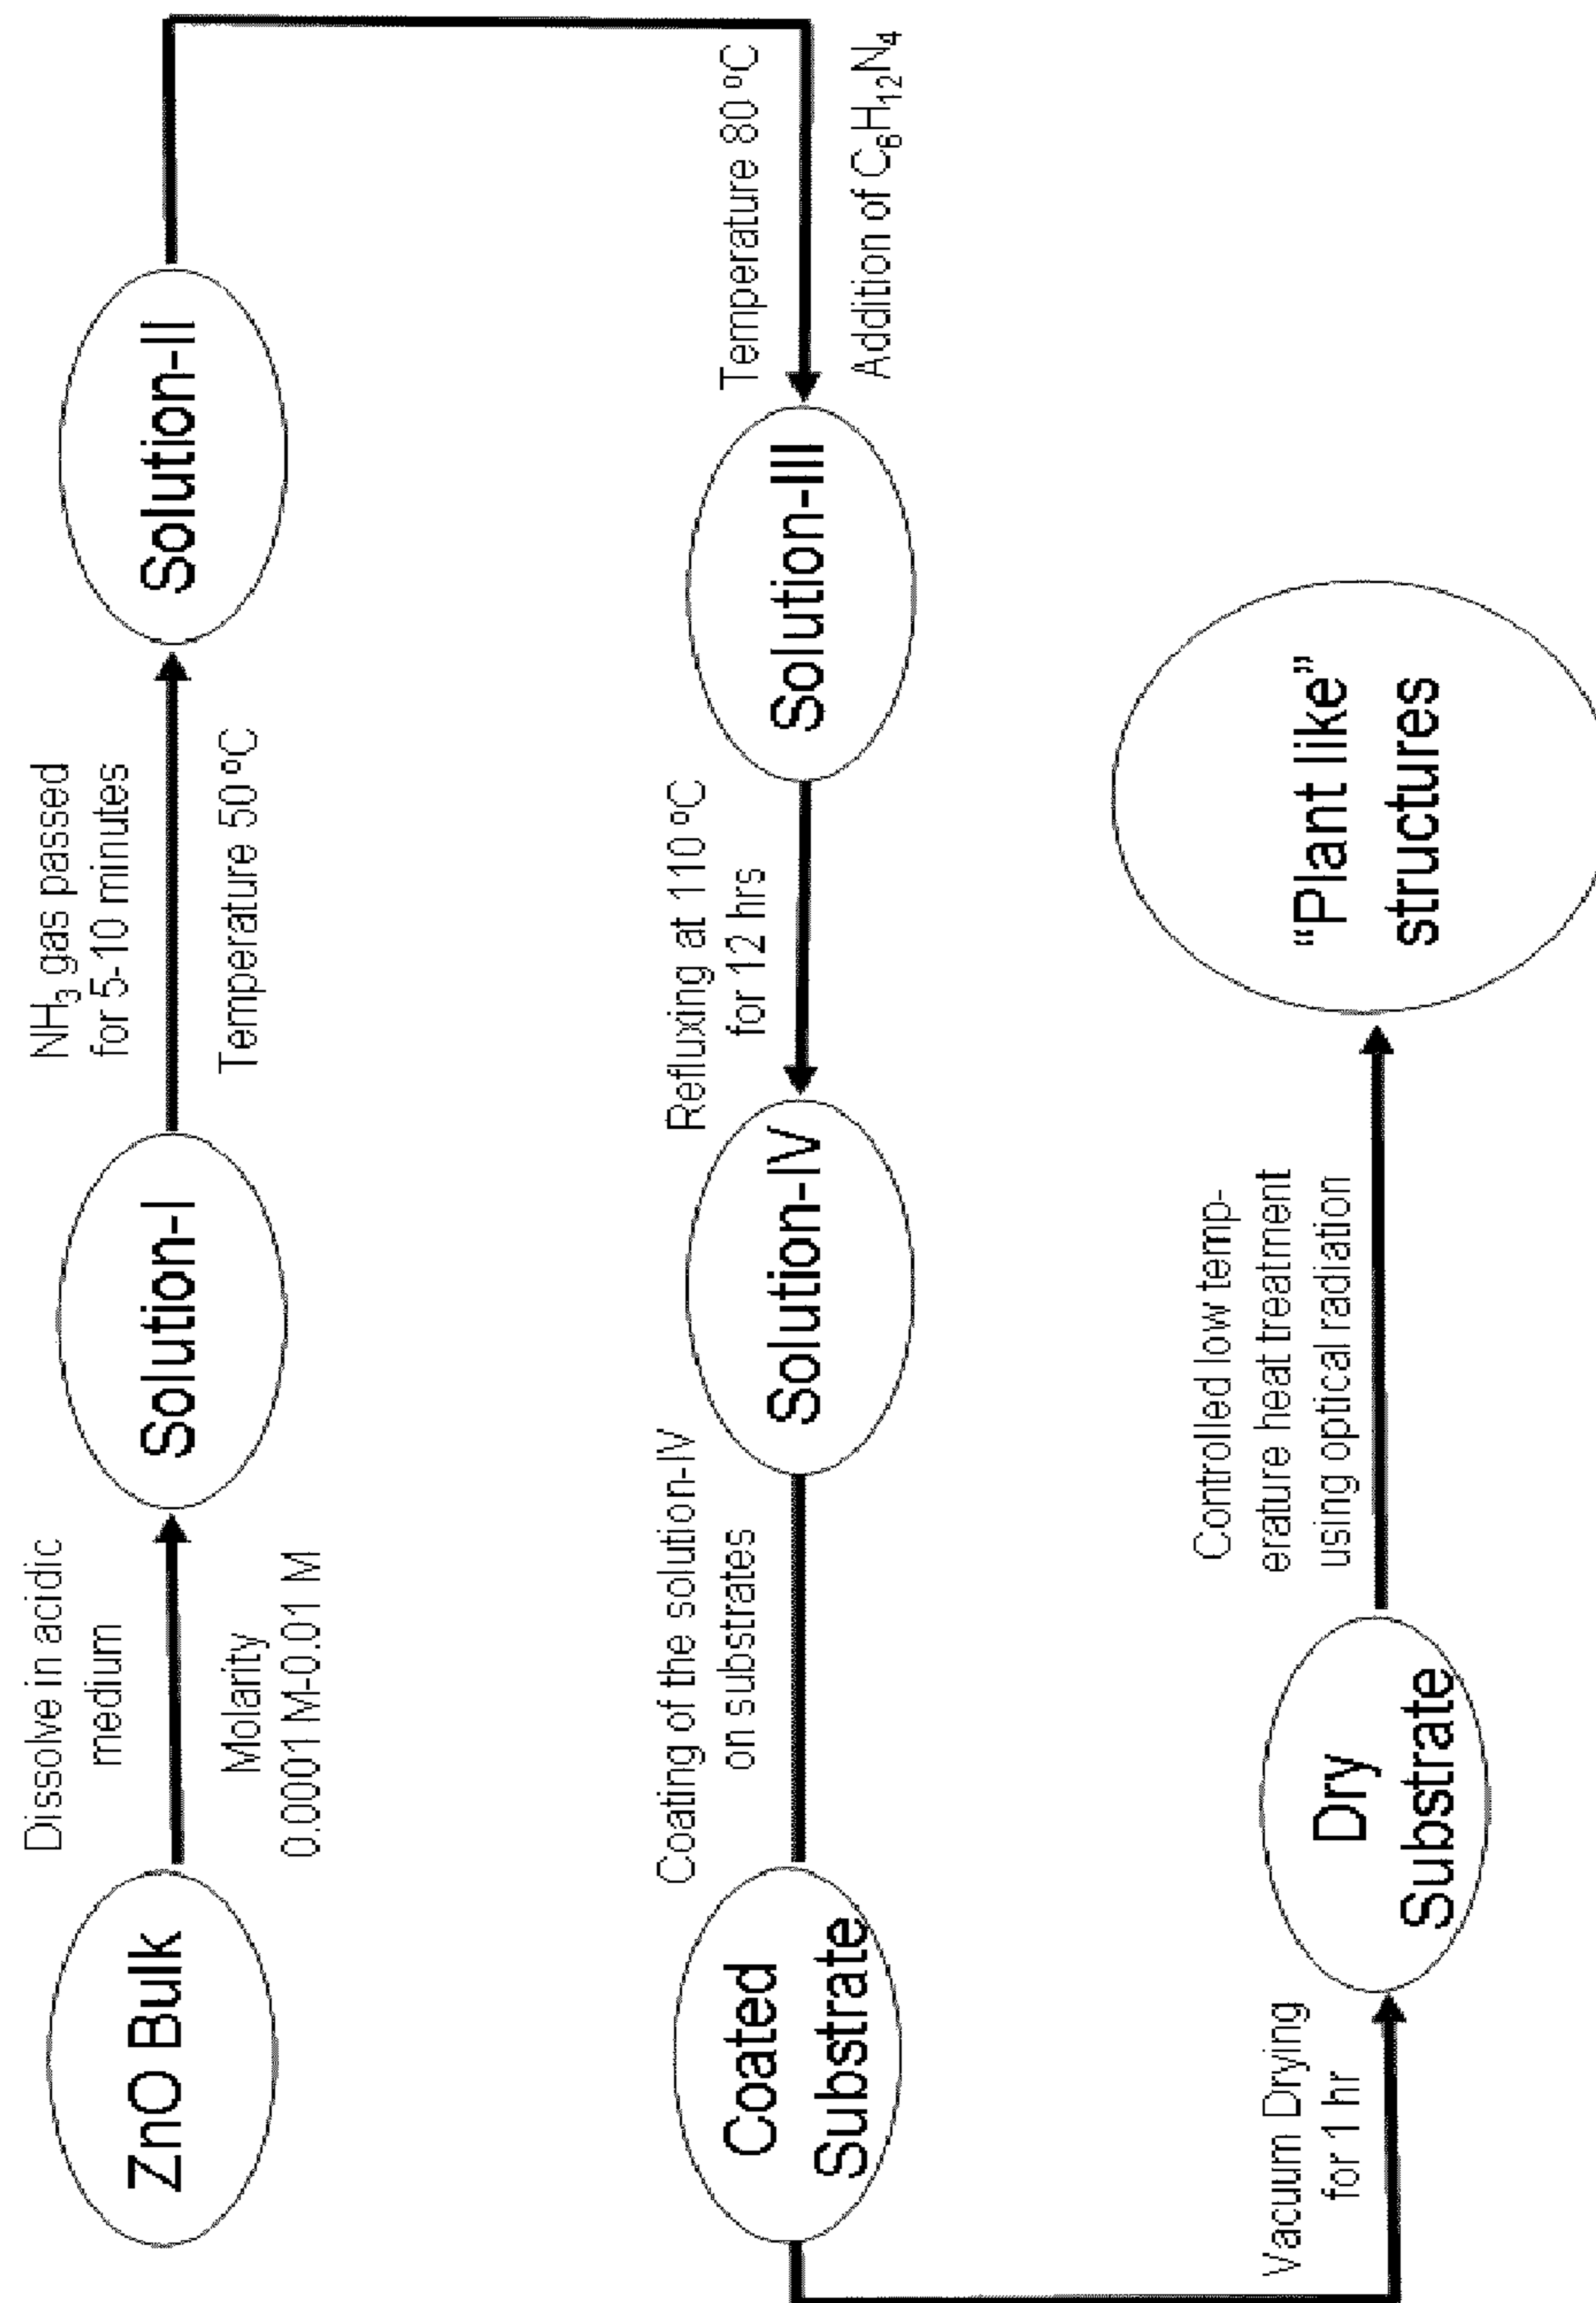 Dissolve in acidic
medium
NH₃ gas passed
for 5-10 minutes
ZnO Bulk
Solution-I
Solution-II
Molarity
0.0001 M-0.01 M
Temperature 50 ºC
Coating of the solution-IV
on substrates
Refluxing at 110 ºC
for 12 hrs
Temperature 80 ºC
Coated
Substrate
Solution-IV
Solution-III
Addition of C₆H₁₂N₄
Vacuum Drying
for 1 hr
Controlled low temp-
erature heat treatment
using optical radiation
Dry
Substrate
“Plant like”
structures